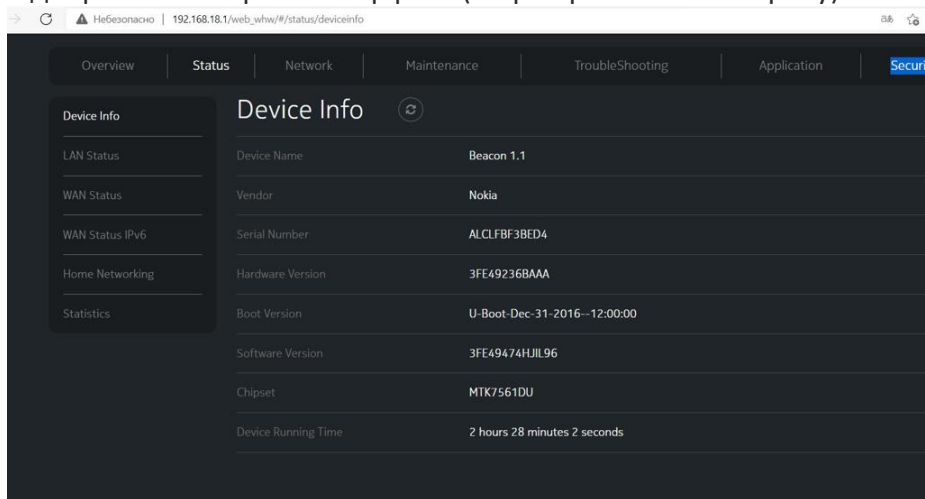 Небезопасно | 192.168.18.1/web_whw/#/status/deviceinfo
Overview Status Network Maintenance TroubleShooting Application Securi
Device Info
LAN Status
WAN Status
WAN Status IPv6
Home Networking
Statistics
Device Info
Device Name Beacon 1.1
Vendor Nokia
Serial Number ALCLFBF3BED4
Hardware Version 3FE49236BAAA
Boot Version U-Boot-Dec-31-2016--12:00:00
Software Version 3FE49474HJIL96
Chipset MTK7561DU
Device Running Time 2 hours 28 minutes 2 seconds